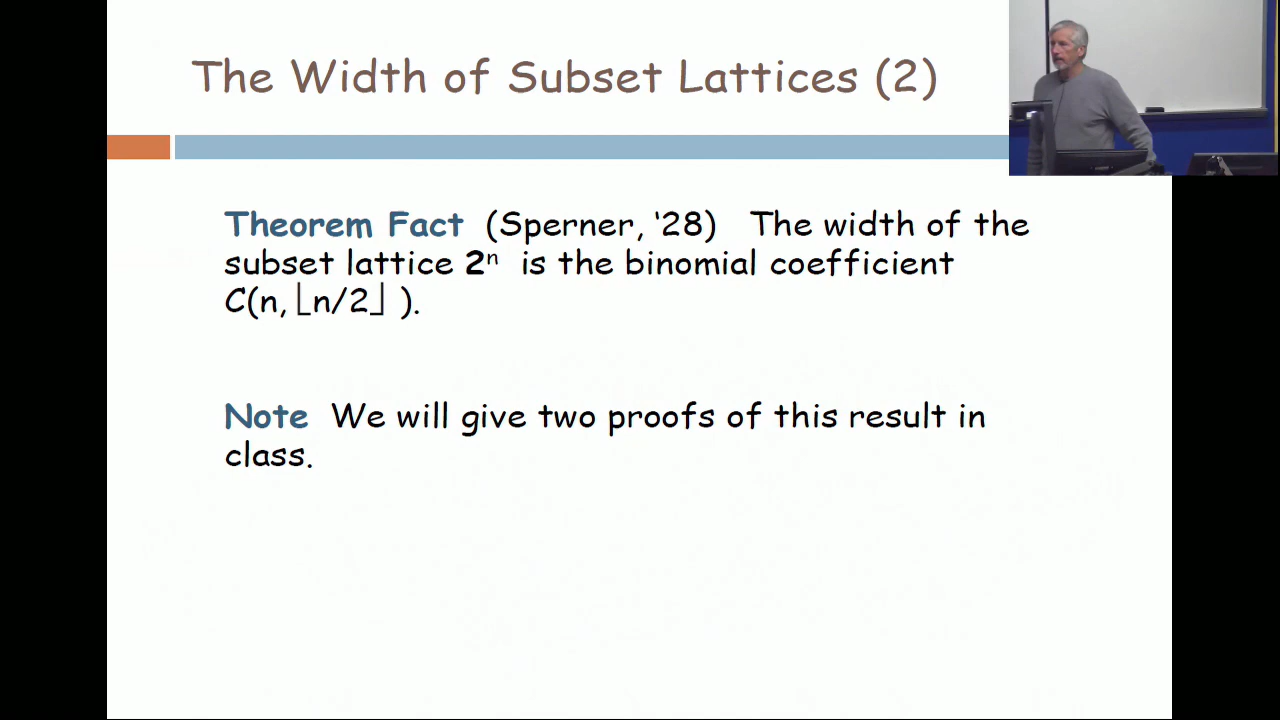 The Width of Subset Lattices (2)
Theorem Fact (Sperner, ‘28) The width of the
subset lattice 2ⁿ is the binomial coefficient
C(n, ⌊n/2⌋ ).
Note We will give two proofs of this result in
class.